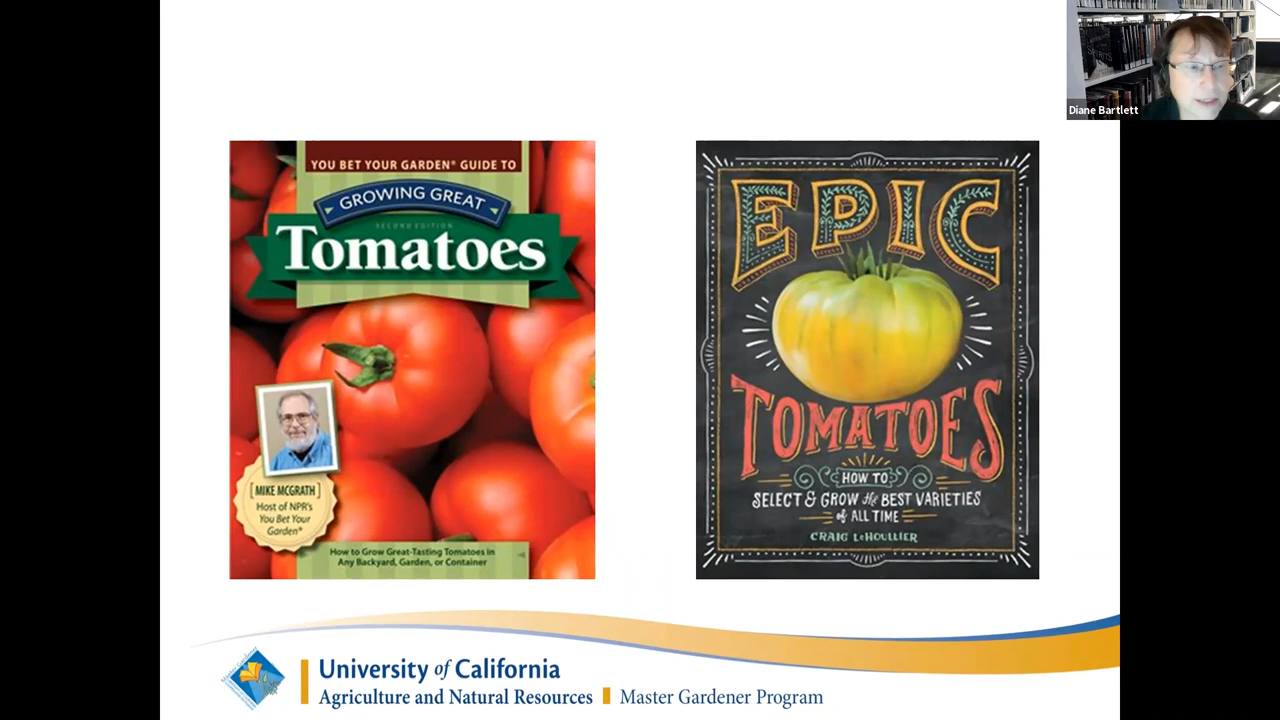 Diane Bartlett
YOU BET YOUR GARDEN® GUIDE TO
GROWING GREAT
SECOND EDITION
Tomatoes
[MIKE MCGRATH]
Host of NPR's
You Bet Your
Garden®
How to Grow Great-Tasting Tomatoes in
Any Backyard, Garden, or Container
EPIC
TOMATOES
HOW TO
SELECT & GROW the BEST VARIETIES
of ALL TIME
CRAIG LEHOULLIER
University of California
Agriculture and Natural Resources
Master Gardener Program